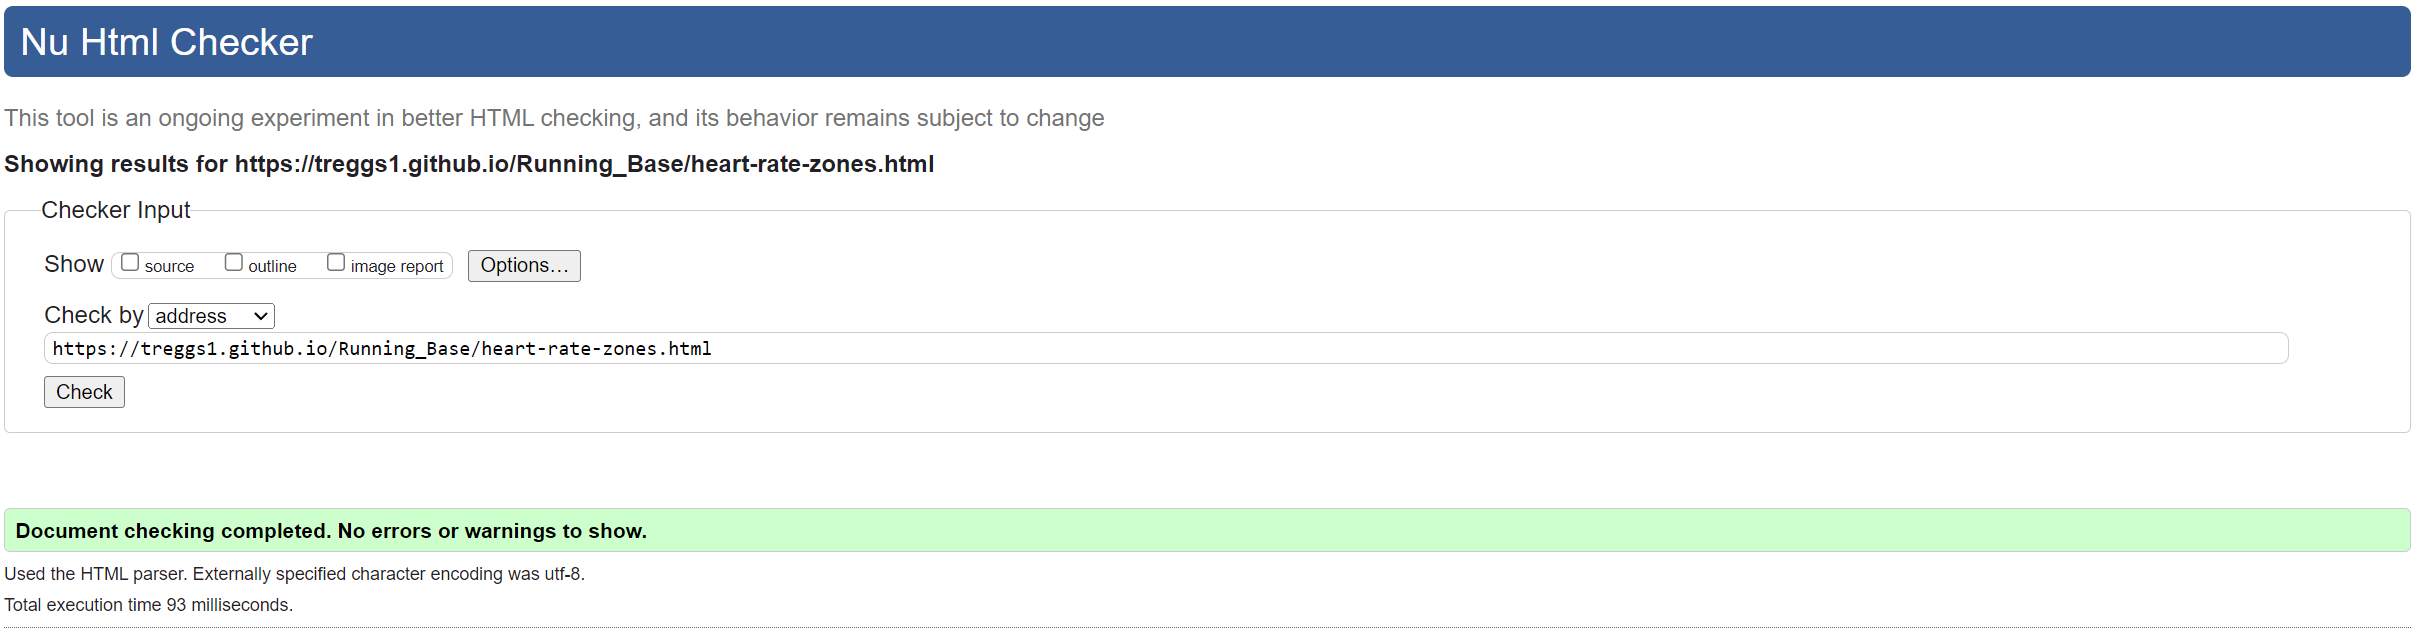 Nu Html Checker
This tool is an ongoing experiment in better HTML checking, and its behavior remains subject to change
Showing results for https://treggs1.github.io/Running_Base/heart-rate-zones.html
Checker Input
Show source outline image report Options...
Check by address
https://treggs1.github.io/Running_Base/heart-rate-zones.html
Check
Document checking completed. No errors or warnings to show.
Used the HTML parser. Externally specified character encoding was utf-8.
Total execution time 93 milliseconds.